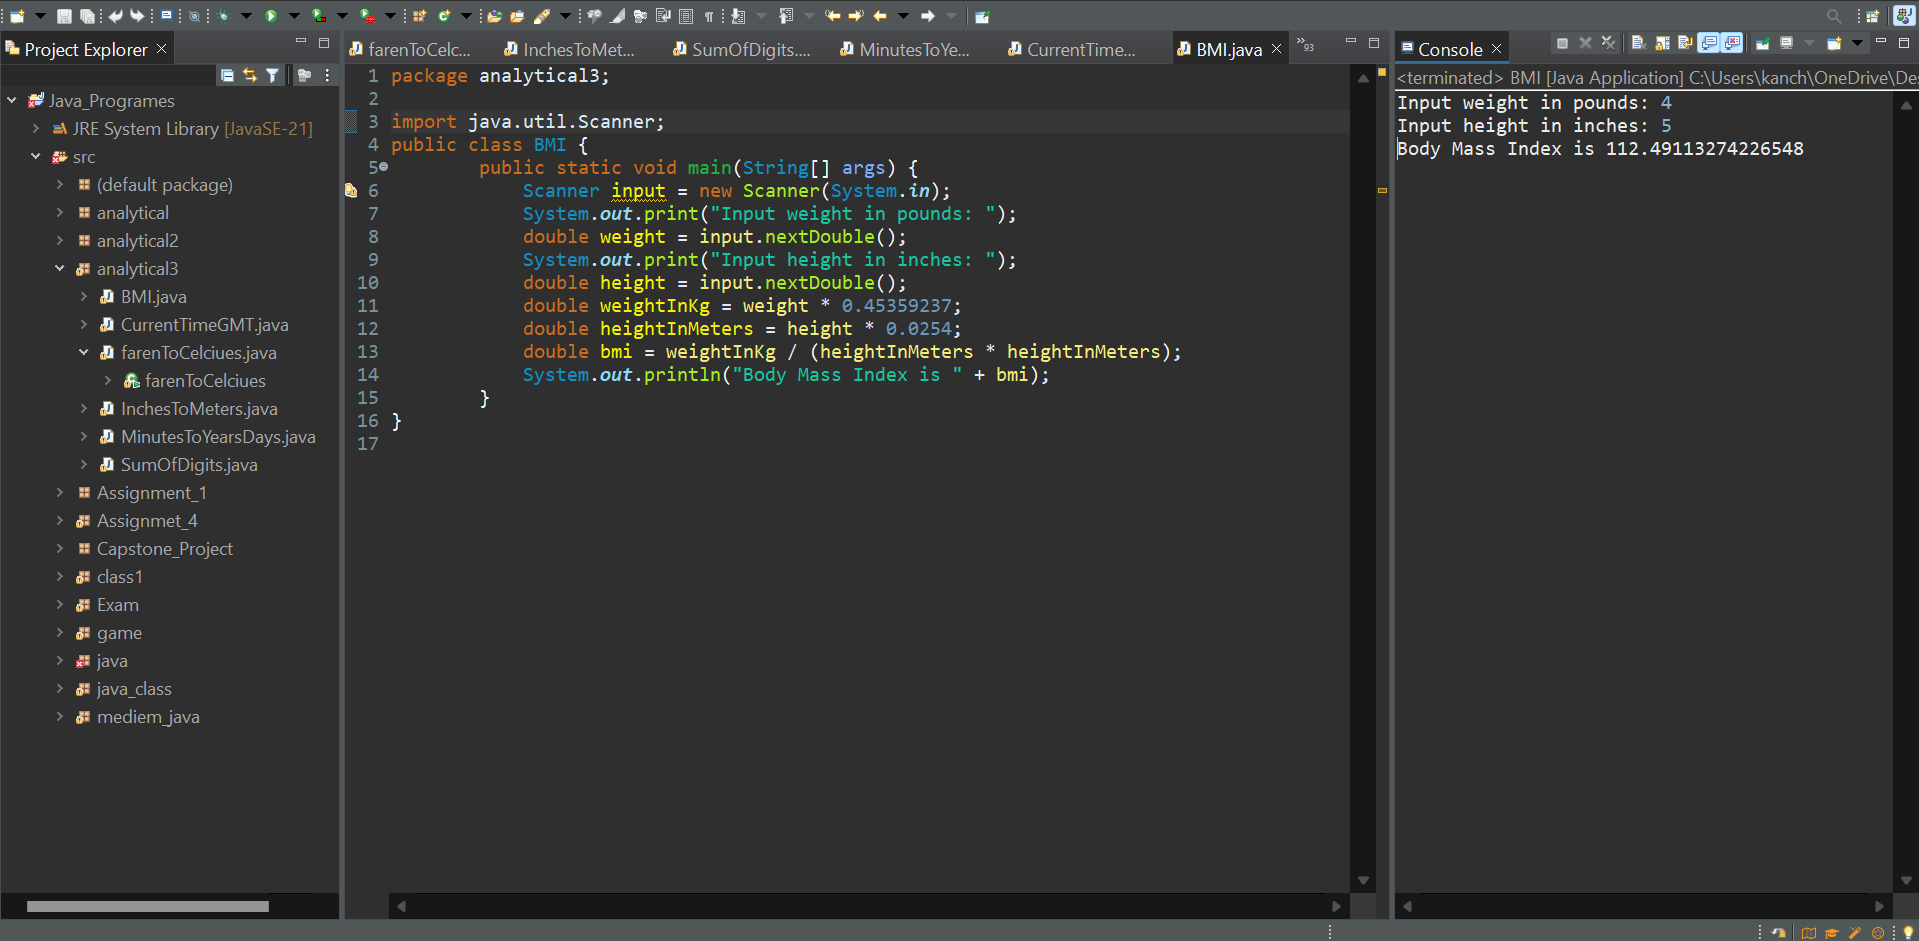 Project Explorer
Java_Programes
JRE System Library [JavaSE-21]
src
(default package)
analytical
analytical2
analytical3
BMI.java
CurrentTimeGMT.java
farenToCelciues.java
farenToCelciues
InchesToMeters.java
MinutesToYearsDays.java
SumOfDigits.java
Assignment_1
Assignmet_4
Capstone_Project
class1
Exam
game
java
java_class
mediem_java
farenToCelc... InchesToMet... SumOfDigits.... MinutesToYe... CurrentTime... BMI.java »93
1 package analytical3;
2
3 import java.util.Scanner;
4 public class BMI {
5 public static void main(String[] args) {
6 Scanner input = new Scanner(System.in);
7 System.out.print("Input weight in pounds: ");
8 double weight = input.nextDouble();
9 System.out.print("Input height in inches: ");
10 double height = input.nextDouble();
11 double weightInKg = weight * 0.45359237;
12 double heightInMeters = height * 0.0254;
13 double bmi = weightInKg / (heightInMeters * heightInMeters);
14 System.out.println("Body Mass Index is " + bmi);
15 }
16 }
17
Console
<terminated> BMI [Java Application] C:\Users\kanch\OneDrive\Des
Input weight in pounds: 4
Input height in inches: 5
Body Mass Index is 112.49113274226548